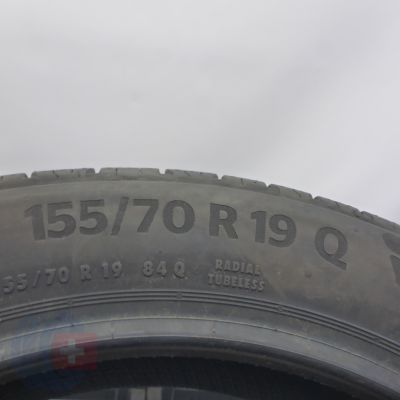 155/70 R 19 Q
55/70 R 19 84 Q RADIAL
TUBELESS